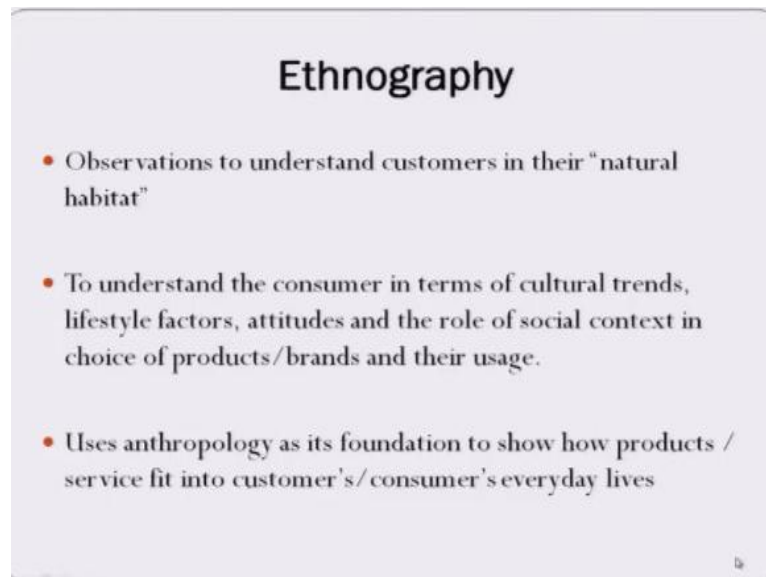 Ethnography
• Observations to understand customers in their “natural
habitat”
• To understand the consumer in terms of cultural trends,
lifestyle factors, attitudes and the role of social context in
choice of products/brands and their usage.
• Uses anthropology as its foundation to show how products /
service fit into customer’s/consumer’s everyday lives